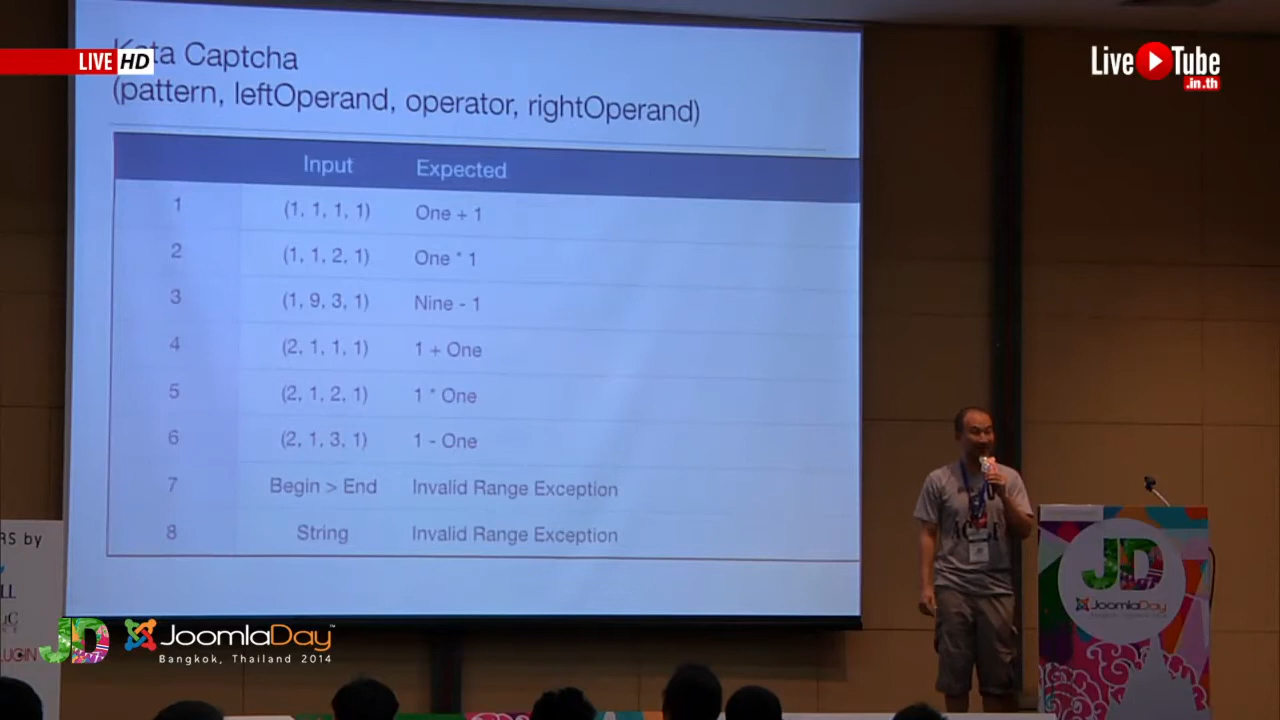 LIVE HD
Kata Captcha
(pattern, leftOperand, operator, rightOperand)
Live Tube
.in.th
Input Expected
1 (1, 1, 1, 1) One + 1
2 (1, 1, 2, 1) One * 1
3 (1, 9, 3, 1) Nine - 1
4 (2, 1, 1, 1) 1 + One
5 (2, 1, 2, 1) 1 * One
6 (2, 1, 3, 1) 1 - One
7 Begin > End Invalid Range Exception
8 String Invalid Range Exception
RS by
JD JoomlaDay™
Bangkok, Thailand 2014
JD
JoomlaDay